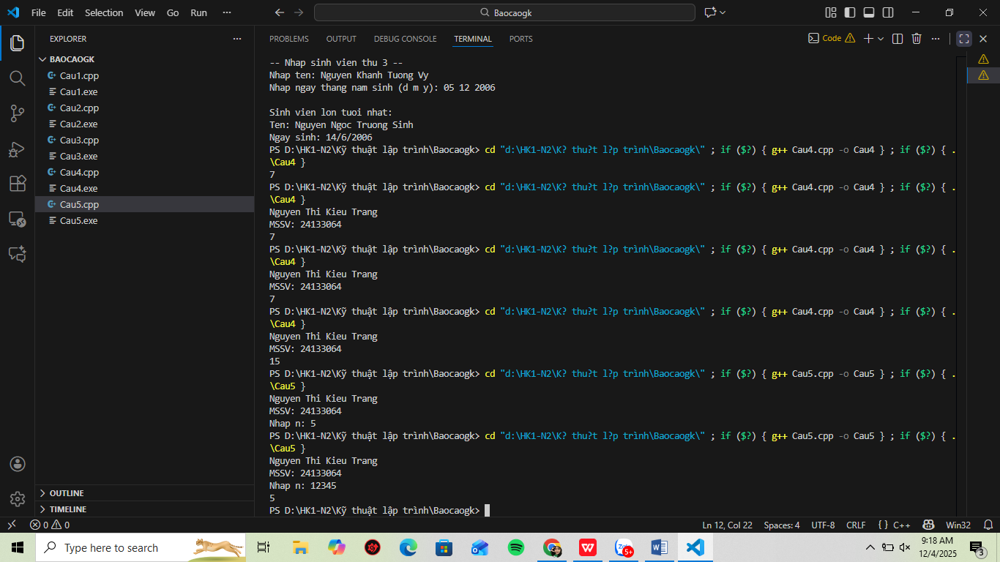 File Edit Selection View Go Run ···
Baocaogk
EXPLORER ···
BAOCAOGK
Cau1.cpp
Cau1.exe
Cau2.cpp
Cau2.exe
Cau3.cpp
Cau3.exe
Cau4.cpp
Cau4.exe
Cau5.cpp
Cau5.exe
OUTLINE
TIMELINE
PROBLEMS OUTPUT DEBUG CONSOLE TERMINAL PORTS
Code
-- Nhap sinh vien thu 3 --
Nhap ten: Nguyen Khanh Tuong Vy
Nhap ngay thang nam sinh (d m y): 05 12 2006
Sinh vien lon tuoi nhat:
Ten: Nguyen Ngoc Truong Sinh
Ngay sinh: 14/6/2006
PS D:\HK1-N2\Kỹ thuật lập trình\Baocaogk> cd "d:\HK1-N2\K? thu?t l?p trình\Baocaogk\" ; if ($?) { g++ Cau4.cpp -o Cau4 } ; if ($?) { .
\Cau4 }
7
PS D:\HK1-N2\Kỹ thuật lập trình\Baocaogk> cd "d:\HK1-N2\K? thu?t l?p trình\Baocaogk\" ; if ($?) { g++ Cau4.cpp -o Cau4 } ; if ($?) { .
\Cau4 }
Nguyen Thi Kieu Trang
MSSV: 24133064
7
PS D:\HK1-N2\Kỹ thuật lập trình\Baocaogk> cd "d:\HK1-N2\K? thu?t l?p trình\Baocaogk\" ; if ($?) { g++ Cau4.cpp -o Cau4 } ; if ($?) { .
\Cau4 }
Nguyen Thi Kieu Trang
MSSV: 24133064
7
PS D:\HK1-N2\Kỹ thuật lập trình\Baocaogk> cd "d:\HK1-N2\K? thu?t l?p trình\Baocaogk\" ; if ($?) { g++ Cau4.cpp -o Cau4 } ; if ($?) { .
\Cau4 }
Nguyen Thi Kieu Trang
MSSV: 24133064
15
PS D:\HK1-N2\Kỹ thuật lập trình\Baocaogk> cd "d:\HK1-N2\K? thu?t l?p trình\Baocaogk\" ; if ($?) { g++ Cau5.cpp -o Cau5 } ; if ($?) { .
\Cau5 }
Nguyen Thi Kieu Trang
MSSV: 24133064
Nhap n: 5
PS D:\HK1-N2\Kỹ thuật lập trình\Baocaogk> cd "d:\HK1-N2\K? thu?t l?p trình\Baocaogk\" ; if ($?) { g++ Cau5.cpp -o Cau5 } ; if ($?) { .
\Cau5 }
Nguyen Thi Kieu Trang
MSSV: 24133064
Nhap n: 12345
5
PS D:\HK1-N2\Kỹ thuật lập trình\Baocaogk>
0 0 Ln 12, Col 22 Spaces: 4 UTF-8 CRLF {} C++ Win32
Type here to search
W Zalo 5+ W
9:18 AM
12/4/2025
3